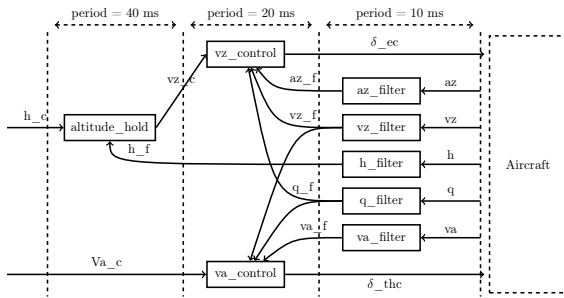 period = 40 ms period = 20 ms period = 10 ms
vz_control
δ_ec
az_f
az_filter
az
vz_c
h_c
altitude_hold
vz_f
vz_filter
vz
h_f
h_filter
h
Aircraft
q_f
q_filter
q
va_f
va_filter
va
Va_c
va_control
δ_thc